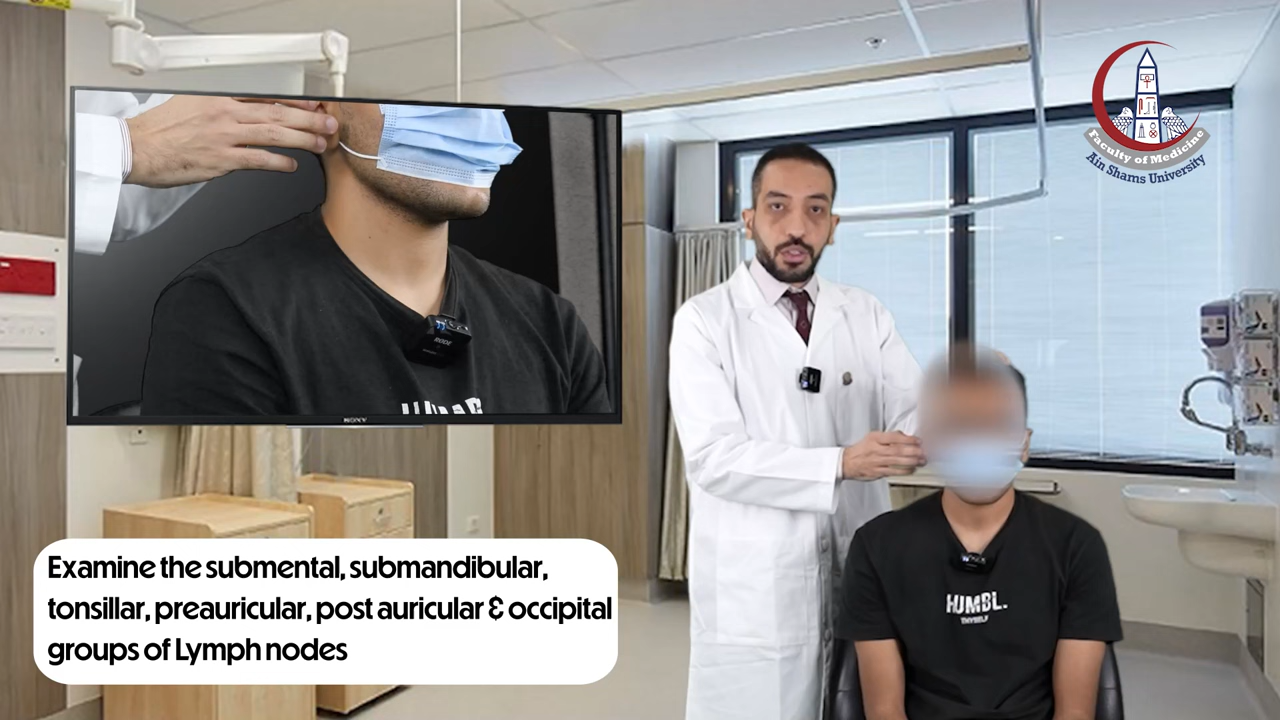 Faculty of Medicine
Ain Shams University
RODE
SONY
HUMBL.
Examine the submental, submandibular,
tonsillar, preauricular, post auricular & occipital
groups of Lymph nodes